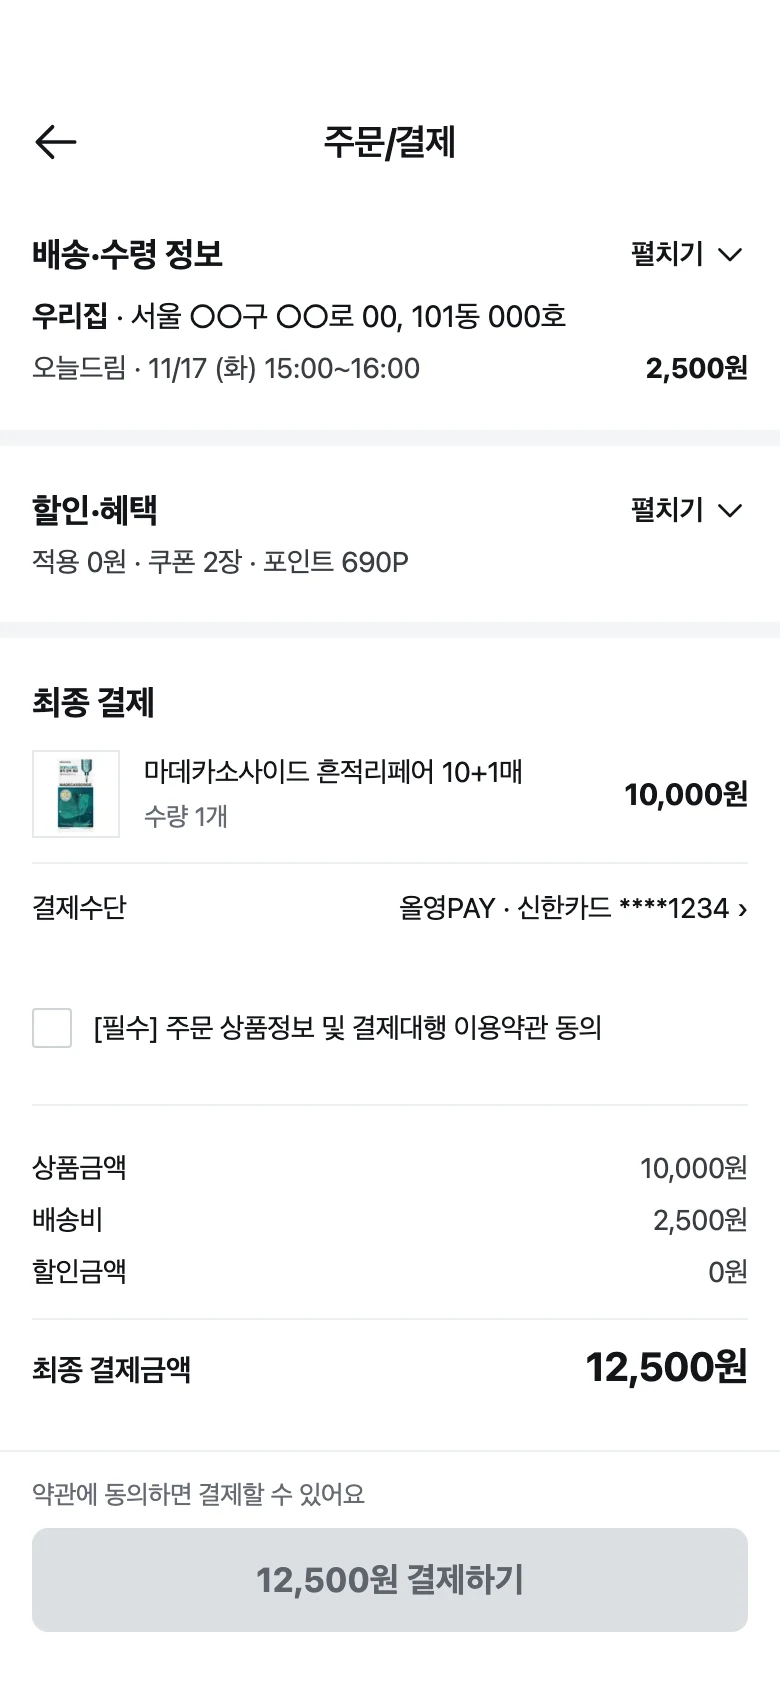 주문/결제
배송·수령 정보 펼치기
우리집 · 서울 〇〇구 〇〇로 00, 101동 000호
오늘드림 · 11/17 (화) 15:00~16:00 2,500원
할인·혜택 펼치기
적용 0원 · 쿠폰 2장 · 포인트 690P
최종 결제
마데카소사이드 흔적리페어 10+1매
수량 1개
10,000원
결제수단 올영PAY · 신한카드 ****1234 ›
[필수] 주문 상품정보 및 결제대행 이용약관 동의
상품금액 10,000원
배송비 2,500원
할인금액 0원
최종 결제금액 12,500원
약관에 동의하면 결제할 수 있어요
12,500원 결제하기